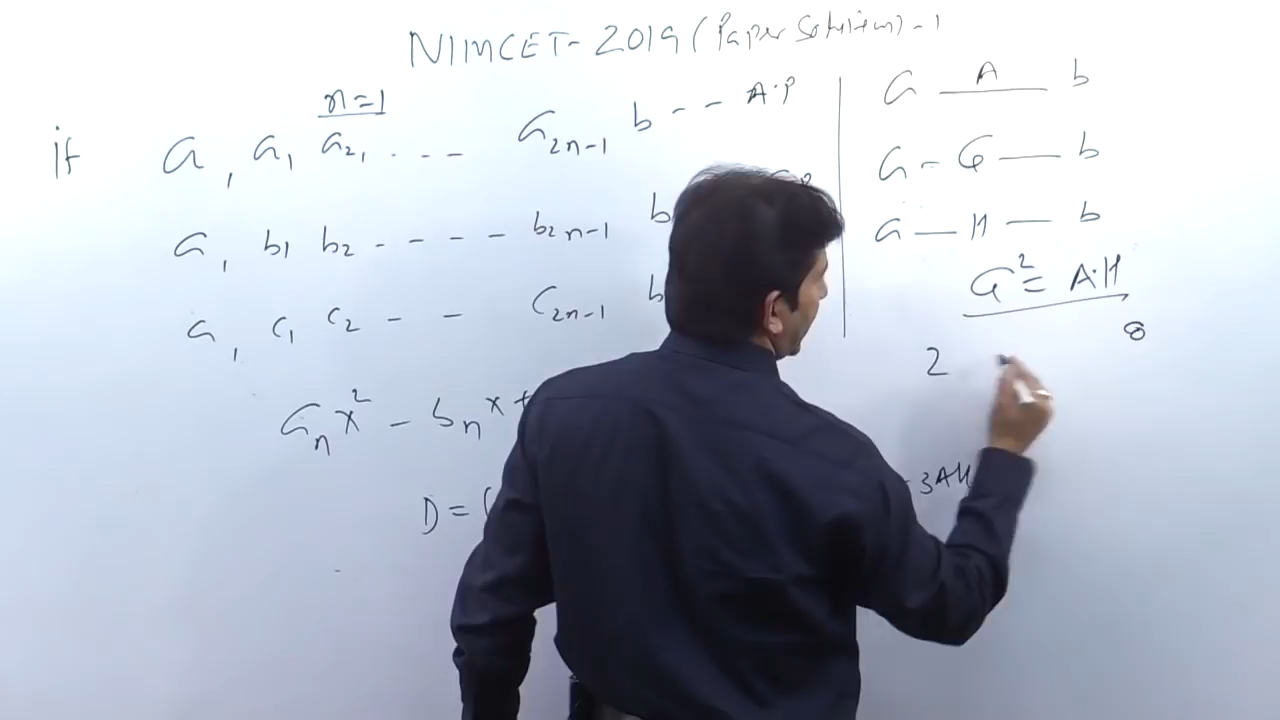 NIMCET-2019 (Paper Solution)-1
n=1
If a, a₁ a₂, . --- a₂ₙ₋₁ b -- A.P
a, b₁ b₂ ----- b₂ₙ₋₁ b G.P
a, c₁ c₂ -- - c₂ₙ₋₁ b
aₙx² - bₙx +
D = (
a — A — b
a - G — b
a — H — b
G² = A.H
8
2
- 3AH